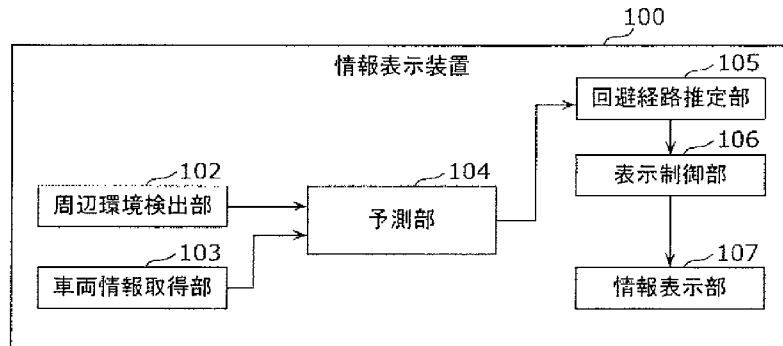 100
情報表示装置
105
回避経路推定部
106
表示制御部
102
周辺環境検出部
104
予測部
103
車両情報取得部
107
情報表示部